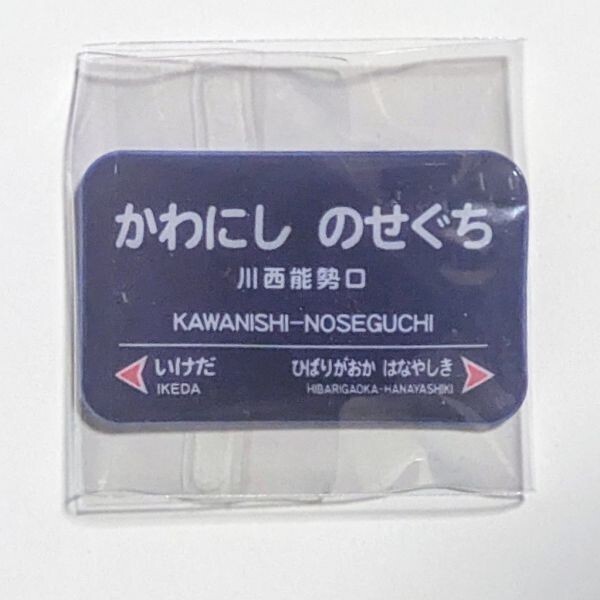 かわにし のせぐち
川西能勢口
KAWANISHI-NOSEGUCHI
いけだ ひばりがおか はなやしき
IKEDA HIBARIGAOKA-HANAYASHIKI